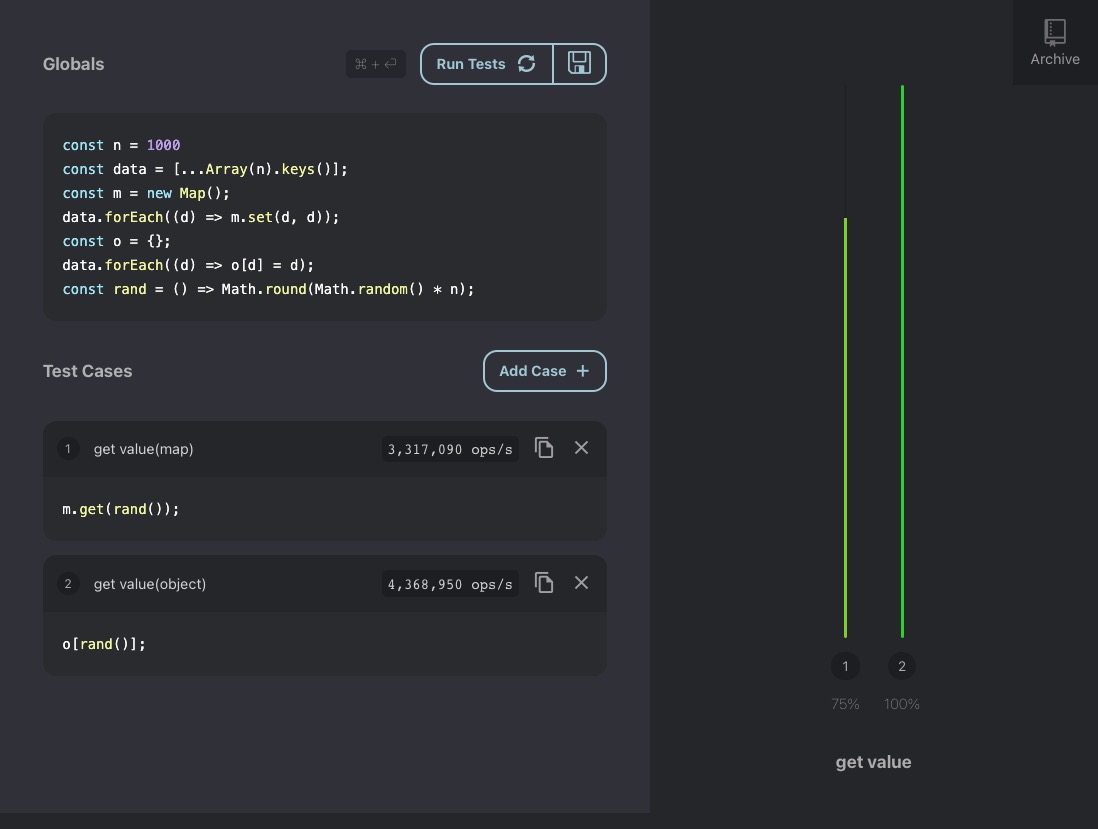 Globals
⌘ + ⏎
Run Tests
Archive
const n = 1000
const data = [...Array(n).keys()];
const m = new Map();
data.forEach((d) => m.set(d, d));
const o = {};
data.forEach((d) => o[d] = d);
const rand = () => Math.round(Math.random() * n);
Test Cases
Add Case +
1 get value(map) 3,317,090 ops/s
m.get(rand());
2 get value(object) 4,368,950 ops/s
o[rand()];
1 2
75% 100%
get value